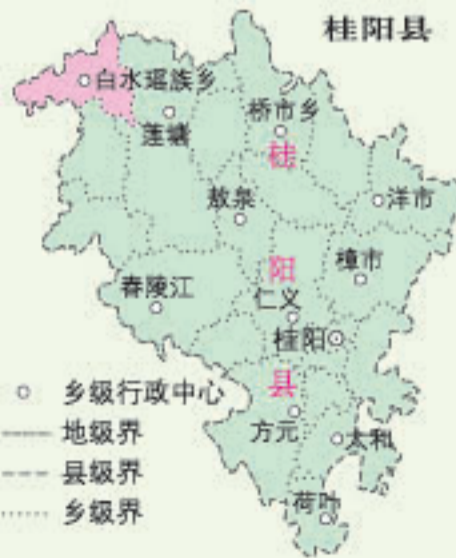 桂阳县
白水瑶族乡
莲塘
桥市乡
桂
敖泉
洋市
阳
樟市
舂陵江
仁义
桂阳
县
方元
太和
荷叶
乡级行政中心
地级界
县级界
乡级界